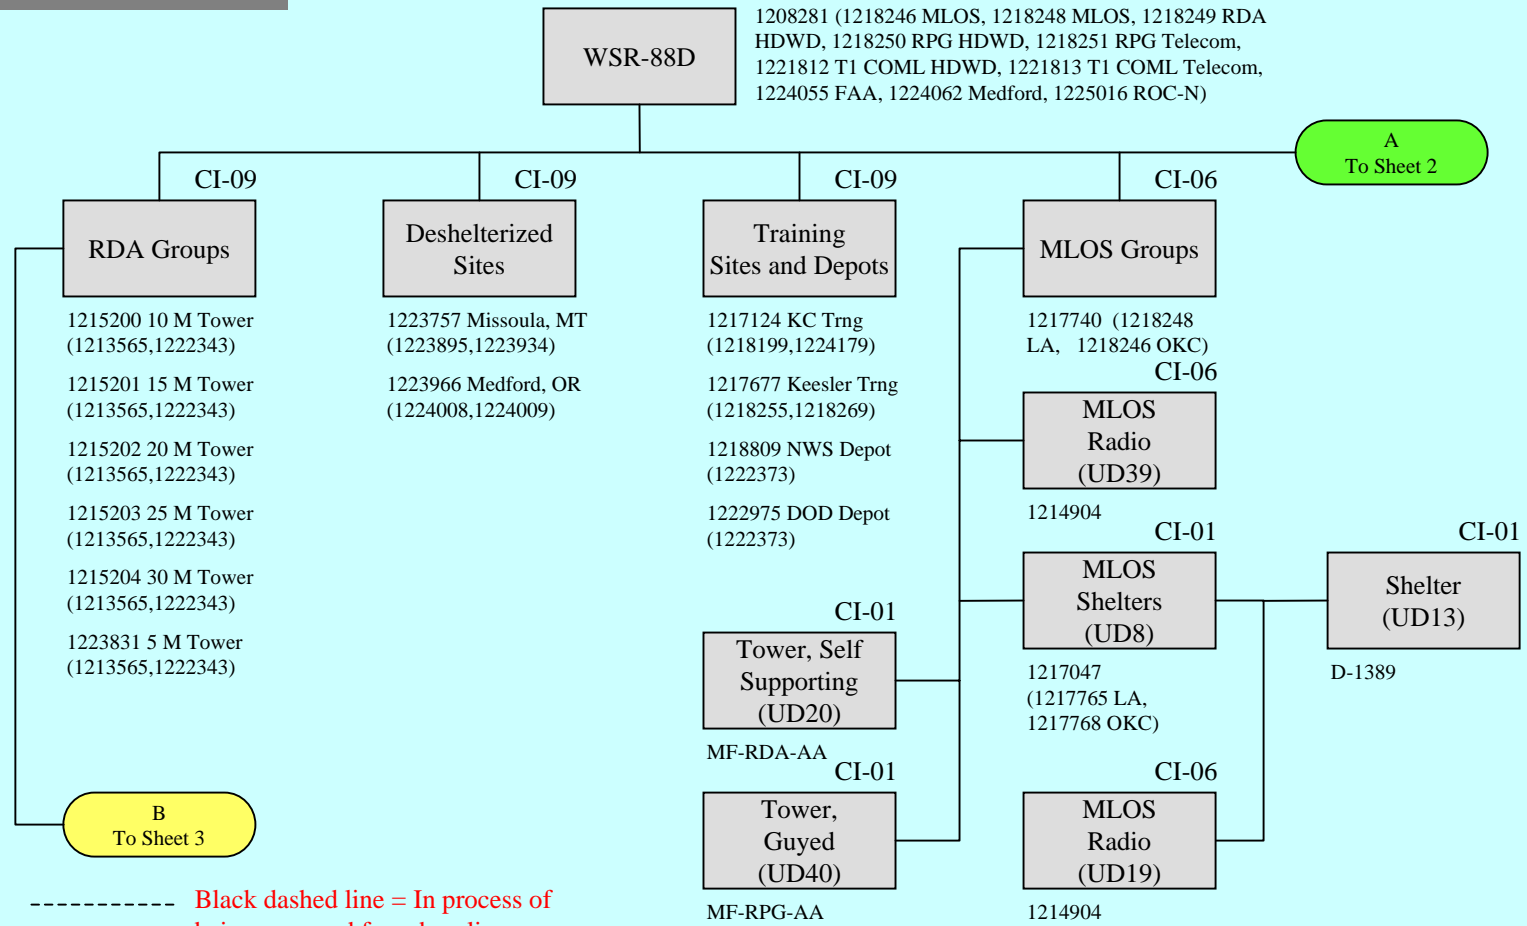 WSR-88D
1208281 (1218246 MLOS, 1218248 MLOS, 1218249 RDA
HDWD, 1218250 RPG HDWD, 1218251 RPG Telecom,
1221812 T1 COML HDWD, 1221813 T1 COML Telecom,
1224055 FAA, 1224062 Medford, 1225016 ROC-N)
A
To Sheet 2
CI-09
RDA Groups
1215200 10 M Tower
(1213565,1222343)
1215201 15 M Tower
(1213565,1222343)
1215202 20 M Tower
(1213565,1222343)
1215203 25 M Tower
(1213565,1222343)
1215204 30 M Tower
(1213565,1222343)
1223831 5 M Tower
(1213565,1222343)
B
To Sheet 3
CI-09
Deshelterized
Sites
1223757 Missoula, MT
(1223895,1223934)
1223966 Medford, OR
(1224008,1224009)
CI-09
Training
Sites and Depots
1217124 KC Trng
(1218199,1224179)
1217677 Keesler Trng
(1218255,1218269)
1218809 NWS Depot
(1222373)
1222975 DOD Depot
(1222373)
CI-01
Tower, Self
Supporting
(UD20)
MF-RDA-AA
CI-01
Tower,
Guyed
(UD40)
MF-RPG-AA
CI-06
MLOS Groups
1217740 (1218248
LA, 1218246 OKC)
CI-06
MLOS
Radio
(UD39)
1214904
CI-01
MLOS
Shelters
(UD8)
1217047
(1217765 LA,
1217768 OKC)
CI-06
MLOS
Radio
(UD19)
1214904
CI-01
Shelter
(UD13)
D-1389
Black dashed line = In process of